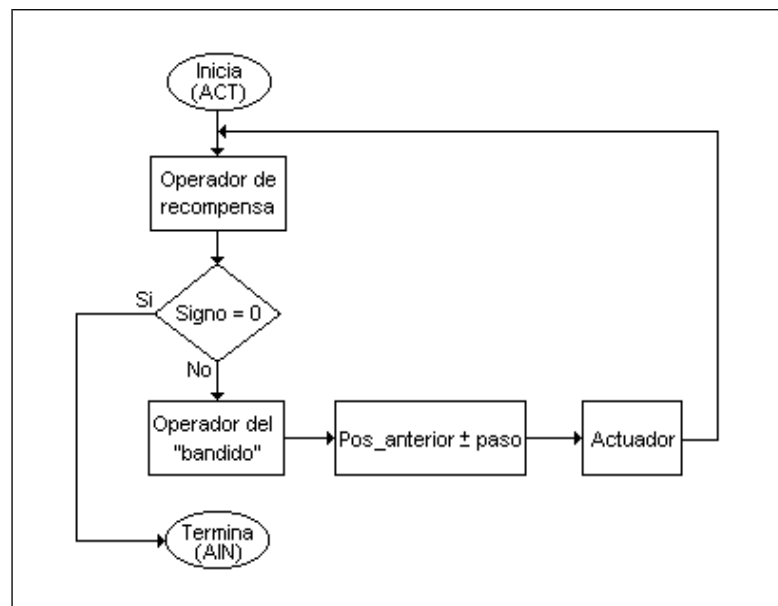 Inicia
(ACT)
Operador de
recompensa
Si
Signo = 0
No
Operador del
"bandido"
Pos_anterior ± paso
Actuador
Termina
(AIN)